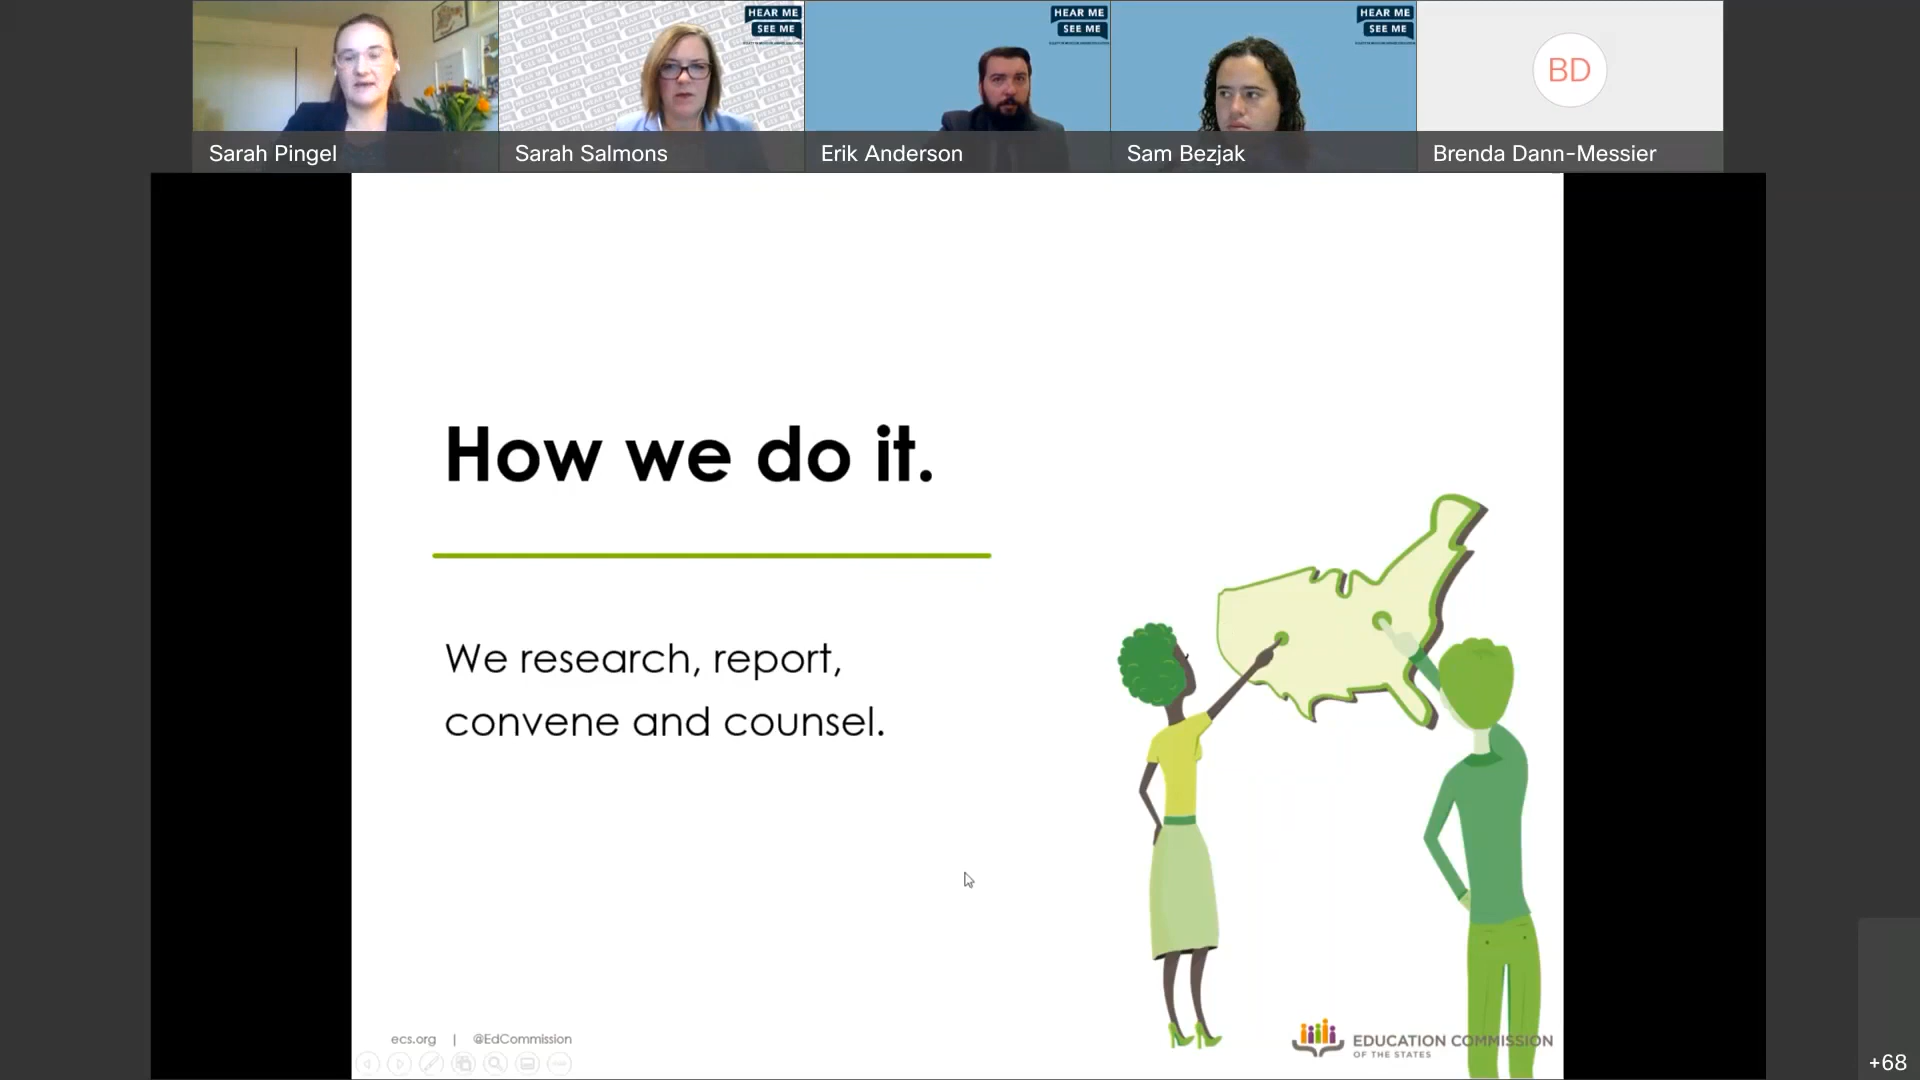 HEAR ME
SEE ME
HEAR ME
SEE ME
HEAR ME
SEE ME
BD
Sarah Pingel
Sarah Salmons
Erik Anderson
Sam Bezjak
Brenda Dann-Messier
How we do it.
We research, report,
convene and counsel.
ecs.org | @EdCommission
EDUCATION COMMISSION
OF THE STATES
+68